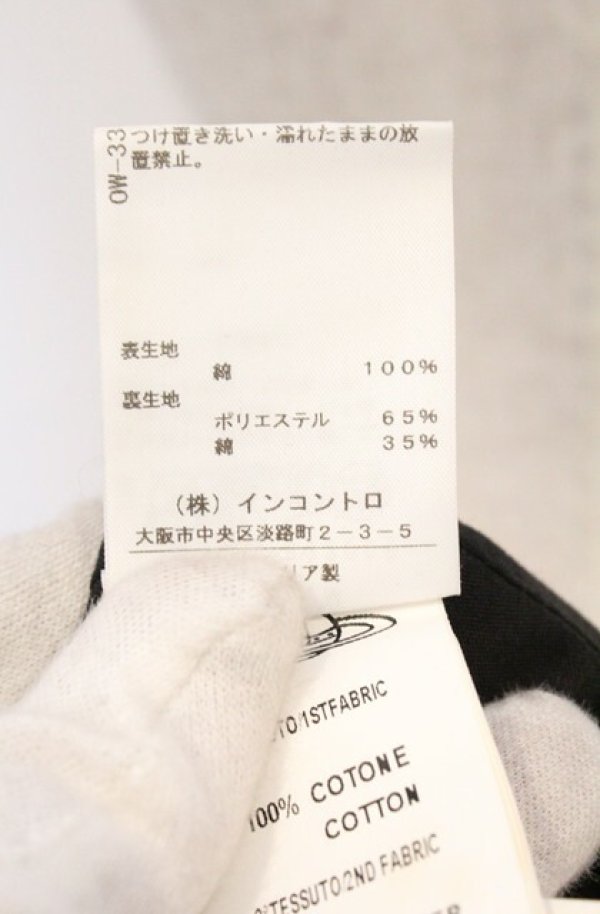 OW-33
つけ置き洗い・濡れたままの放
置禁止。
表生地
綿 100%
裏生地
ポリエステル 65%
綿 35%
（株）インコントロ
大阪市中央区淡路町2－3－5
リア製
TO/1STFABRIC
100% COTONE
COTTON
TESSUTO/2ND FABRIC